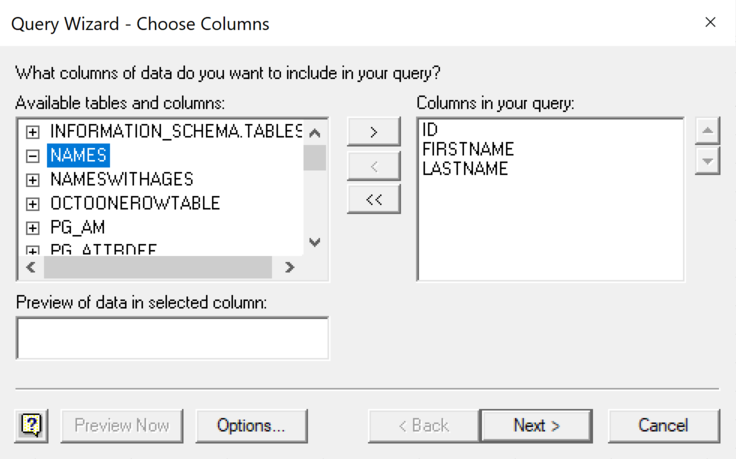 Query Wizard - Choose Columns
What columns of data do you want to include in your query?
Available tables and columns:
INFORMATION_SCHEMA.TABLES
NAMES
NAMESWITHAGES
OCTOONEROWTABLE
PG_AM
PG_ATTRDEF
>
<
<<
Columns in your query:
ID
FIRSTNAME
LASTNAME
Preview of data in selected column:
?
Preview Now
Options...
< Back
Next >
Cancel